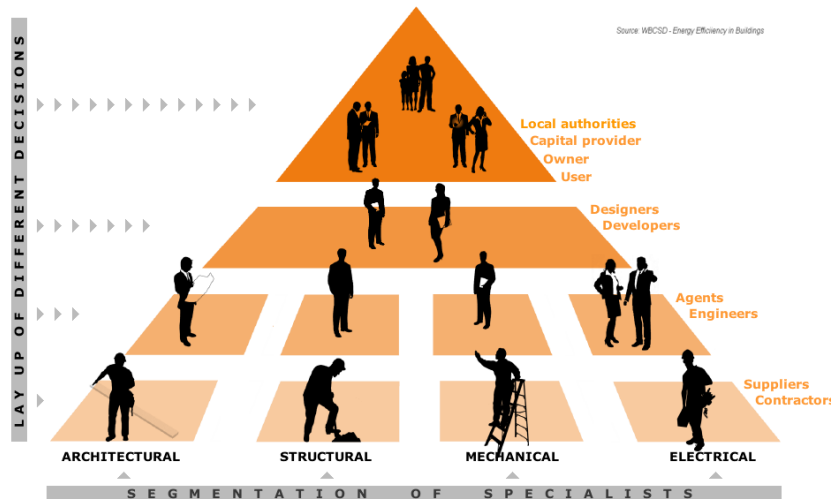 Source: WBCSD - Energy Efficiency in Buildings
LAY UP OF DIFFERENT DECISIONS
Local authorities
Capital provider
Owner
User
Designers
Developers
Agents
Engineers
Suppliers
Contractors
ARCHITECTURAL
STRUCTURAL
MECHANICAL
ELECTRICAL
SEGMENTATION OF SPECIALISTS